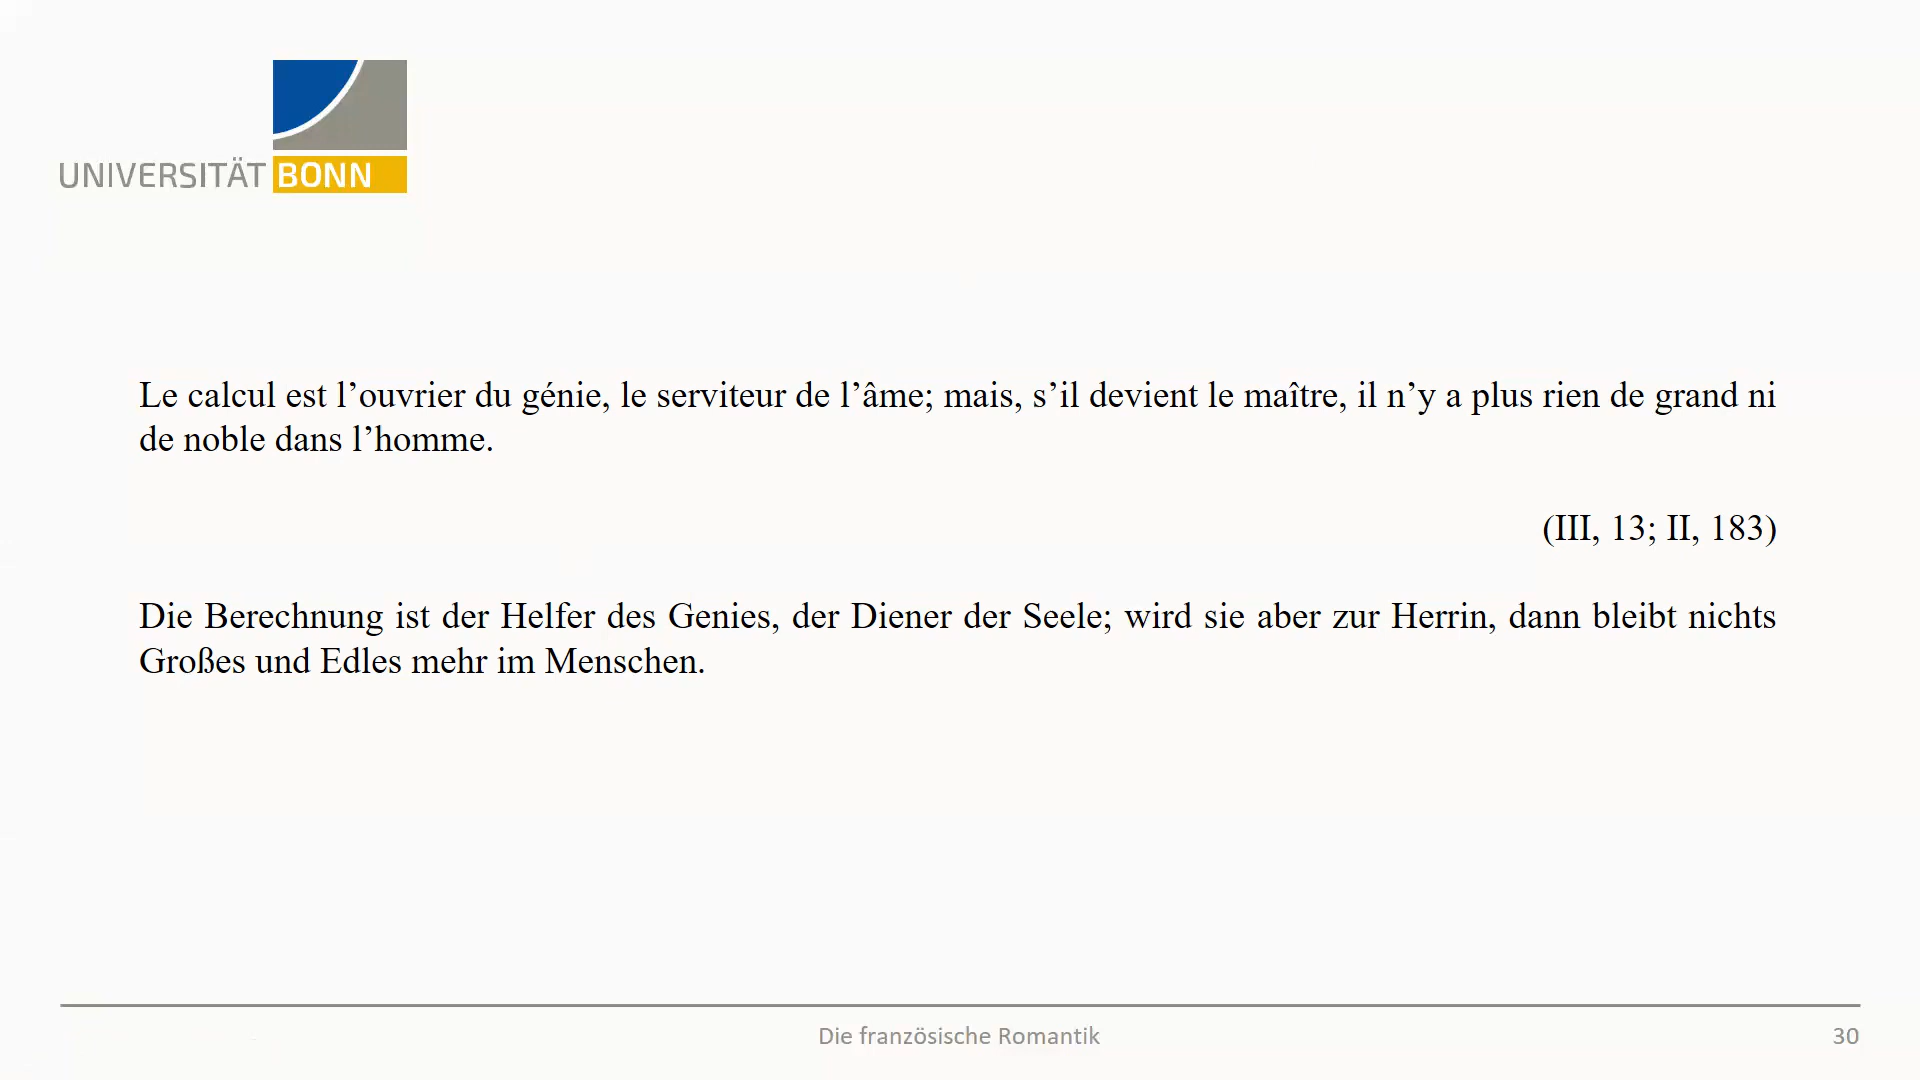 UNIVERSITÄT BONN
Le calcul est l’ouvrier du génie, le serviteur de l’âme; mais, s’il devient le maître, il n’y a plus rien de grand ni
de noble dans l’homme.
(III, 13; II, 183)
Die Berechnung ist der Helfer des Genies, der Diener der Seele; wird sie aber zur Herrin, dann bleibt nichts
Großes und Edles mehr im Menschen.
Die französische Romantik
30